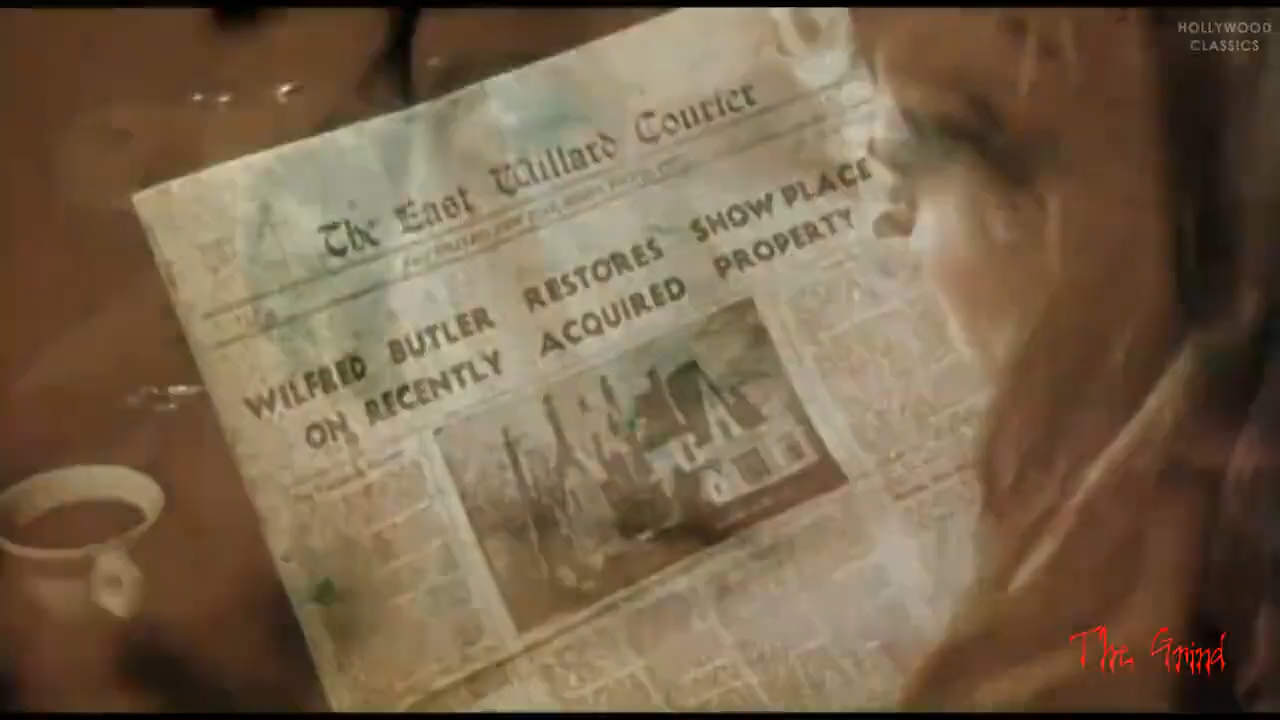 HOLLYWOOD
CLASSICS
The East Willard Courier
WILFRED BUTLER RESTORES SHOW PLACE
ON RECENTLY ACQUIRED PROPERTY
The Grind